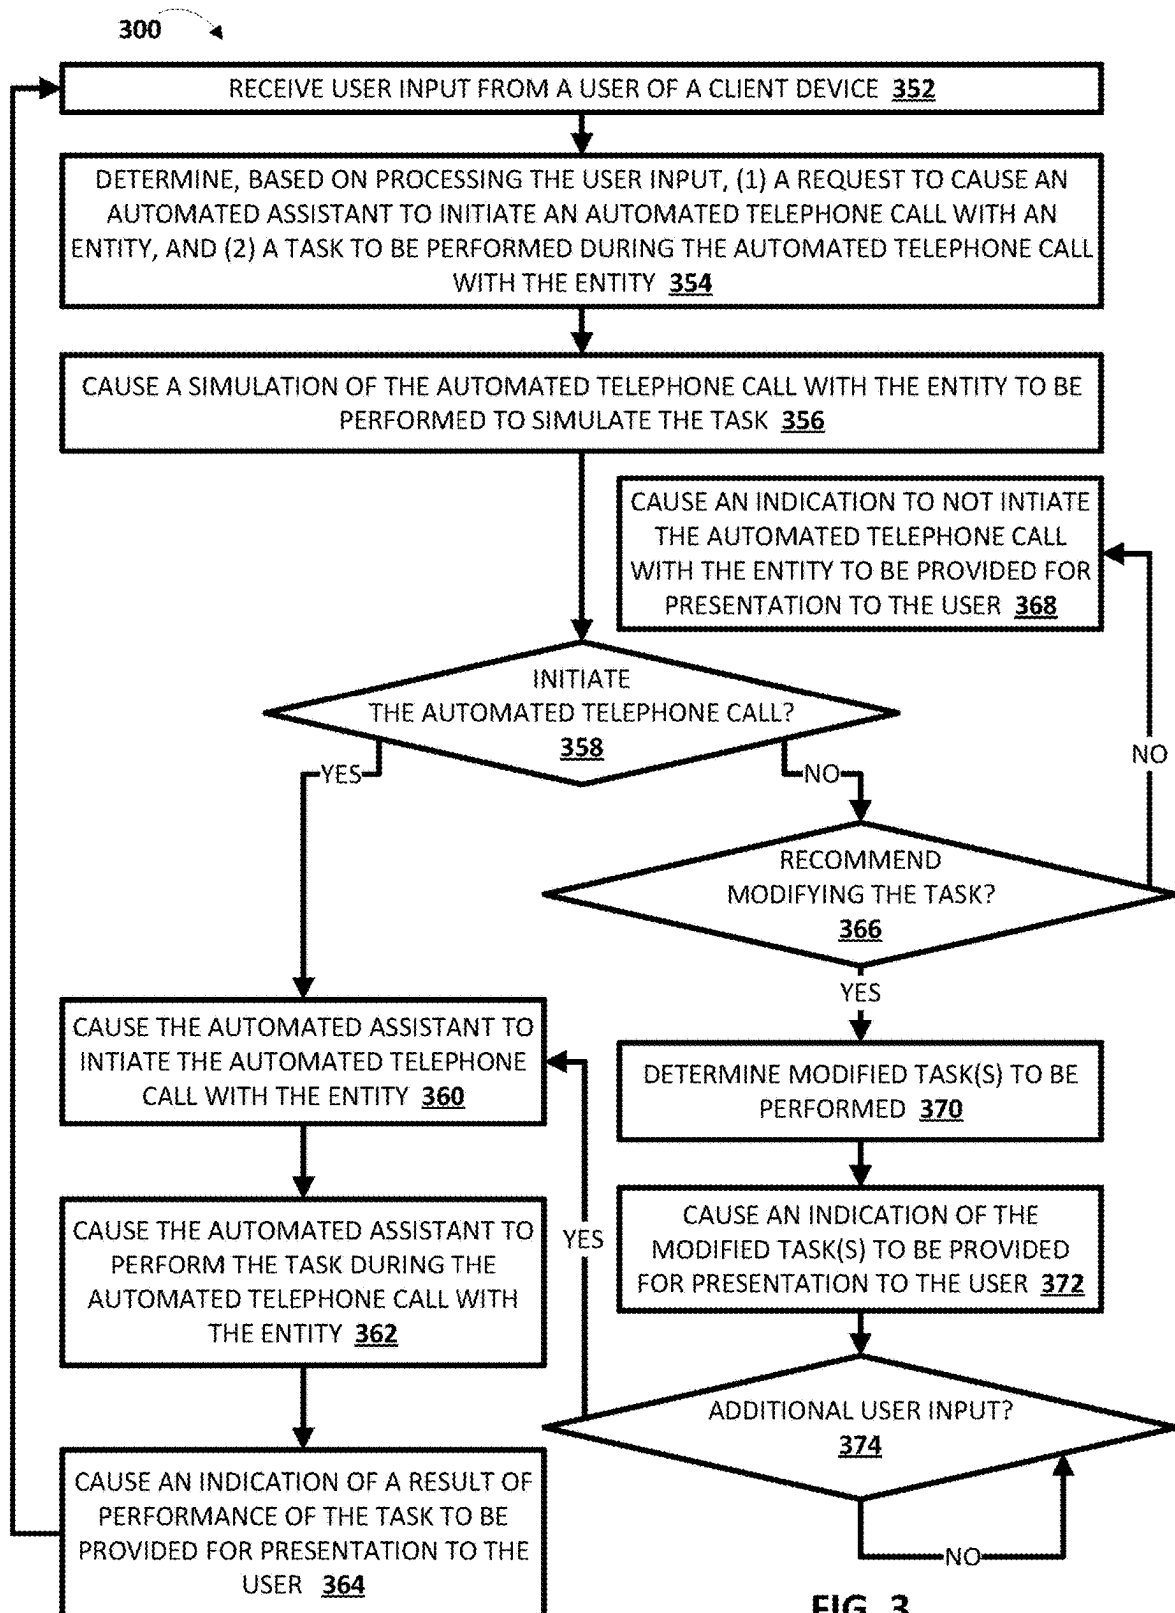 300
RECEIVE USER INPUT FROM A USER OF A CLIENT DEVICE 352
DETERMINE, BASED ON PROCESSING THE USER INPUT, (1) A REQUEST TO CAUSE AN
AUTOMATED ASSISTANT TO INITIATE AN AUTOMATED TELEPHONE CALL WITH AN
ENTITY, AND (2) A TASK TO BE PERFORMED DURING THE AUTOMATED TELEPHONE CALL
WITH THE ENTITY 354
CAUSE A SIMULATION OF THE AUTOMATED TELEPHONE CALL WITH THE ENTITY TO BE
PERFORMED TO SIMULATE THE TASK 356
CAUSE AN INDICATION TO NOT INTIATE
THE AUTOMATED TELEPHONE CALL
WITH THE ENTITY TO BE PROVIDED FOR
PRESENTATION TO THE USER 368
INITIATE
THE AUTOMATED TELEPHONE CALL?
358
YES
NO
NO
RECOMMEND
MODIFYING THE TASK?
366
YES
CAUSE THE AUTOMATED ASSISTANT TO
INTIATE THE AUTOMATED TELEPHONE
CALL WITH THE ENTITY 360
DETERMINE MODIFIED TASK(S) TO BE
PERFORMED 370
CAUSE THE AUTOMATED ASSISTANT TO
PERFORM THE TASK DURING THE
AUTOMATED TELEPHONE CALL WITH
THE ENTITY 362
YES
CAUSE AN INDICATION OF THE
MODIFIED TASK(S) TO BE PROVIDED
FOR PRESENTATION TO THE USER 372
ADDITIONAL USER INPUT?
374
NO
CAUSE AN INDICATION OF A RESULT OF
PERFORMANCE OF THE TASK TO BE
PROVIDED FOR PRESENTATION TO THE
USER 364
FIG. 3